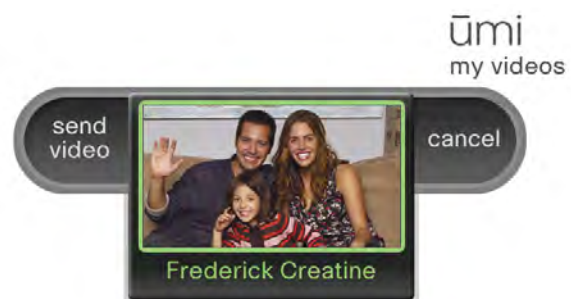 ūmi
my videos
send
video
cancel
Frederick Creatine